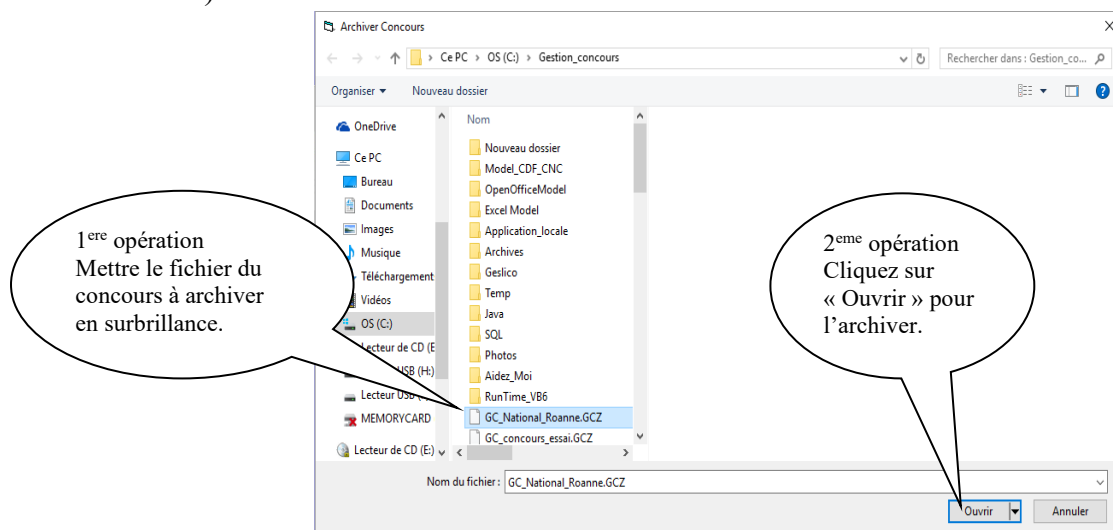 )
Archiver Concours
Ce PC › OS (C:) › Gestion_concours
Rechercher dans : Gestion_co...
Organiser
Nouveau dossier
OneDrive
Ce PC
Bureau
Documents
Images
Musique
Téléchargement
Vidéos
OS (C:)
Lecteur de CD (E
USB (H:)
Lecteur
MEMORYCARD
Lecteur de CD (E:)
Nom
Nouveau dossier
Model_CDF_CNC
OpenOfficeModel
Excel Model
Application_locale
Archives
Geslico
Temp
Java
SQL
Photos
Aidez_Moi
RunTime_VB6
GC_National_Roanne.GCZ
GC_concours_essai.GCZ
1ere opération
Mettre le fichier du
concours à archiver
en surbrillance.
2eme opération
Cliquez sur
« Ouvrir » pour
l’archiver.
Nom du fichier : GC_National_Roanne.GCZ
Ouvrir
Annuler